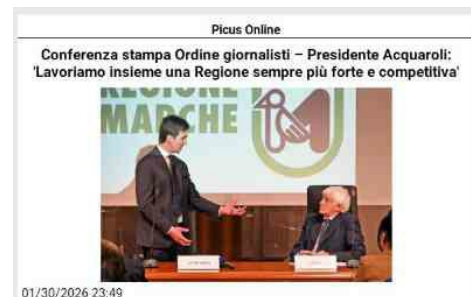 Picus Online
Conferenza stampa Ordine giornalisti – Presidente Acquaroli:
'Lavoriamo insieme una Regione sempre più forte e competitiva'
REGIONE
MARCHE
01/30/2026 23:49